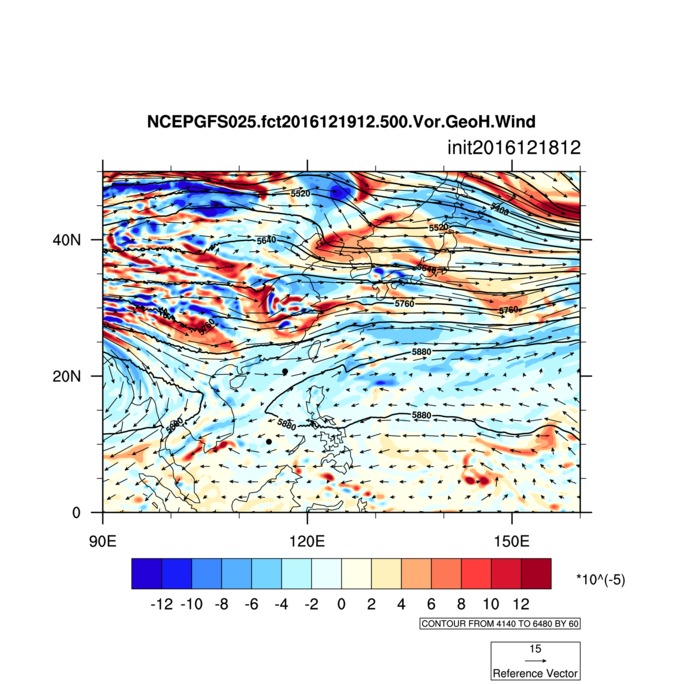 NCEPGFS025.fct2016121912.500.Vor.GeoH.Wind
init2016121812
5520
5400
5520
5640
40N
5760
5760
5880
20N
5880
5880
0
90E 120E 150E
-12 -10 -8 -6 -4 -2 0 2 4 6 8 10 12
*10^(-5)
CONTOUR FROM 4140 TO 6480 BY 60
15
Reference Vector